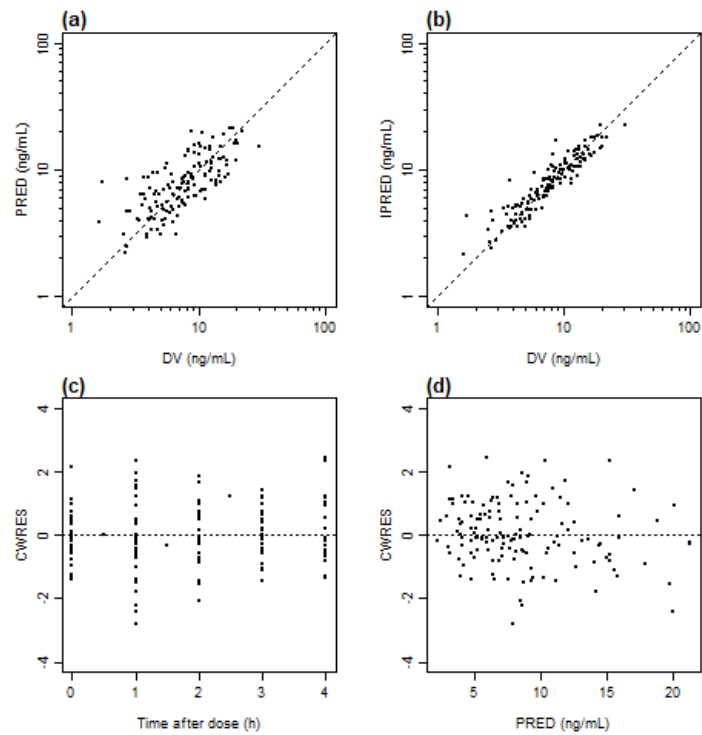 (a)
PRED (ng/mL)
100
10
1
1 10 100
DV (ng/mL)
(b)
IPRED (ng/mL)
100
10
1
1 10 100
DV (ng/mL)
(c)
CWRES
4
2
0
-2
-4
0 1 2 3 4
Time after dose (h)
(d)
CWRES
4
2
0
-2
-4
5 10 15 20
PRED (ng/mL)